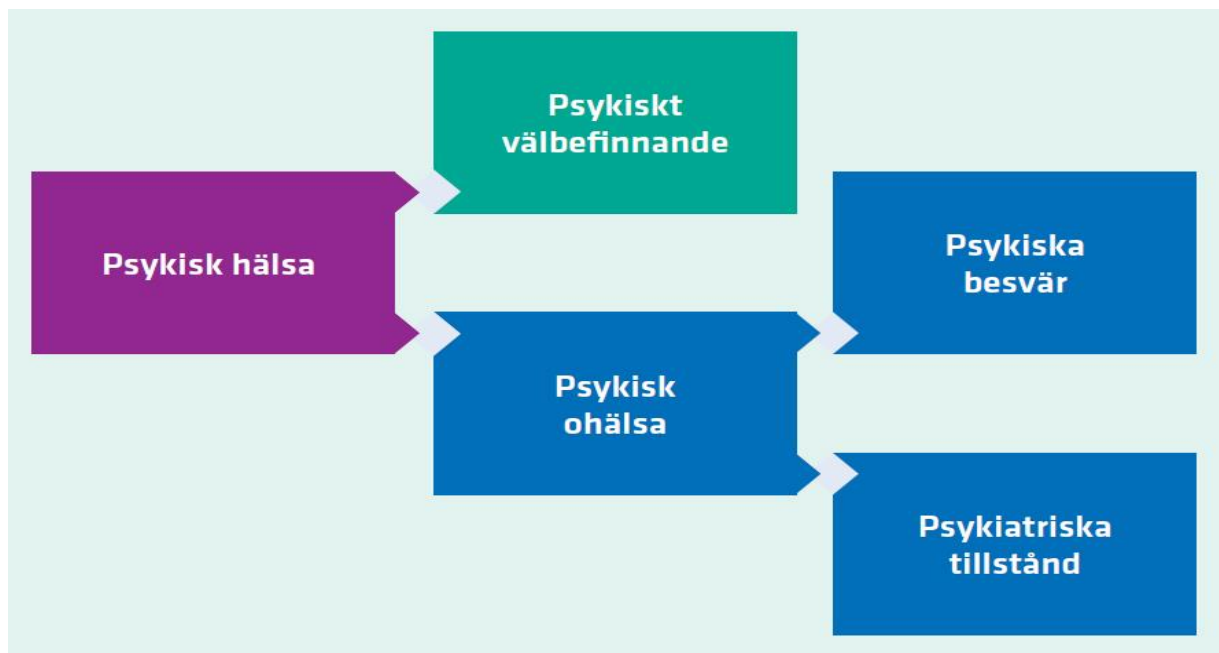 Psykiskt
välbefinnande
Psykisk hälsa
Psykiska
besvär
Psykisk
ohälsa
Psykiatriska
tillstånd